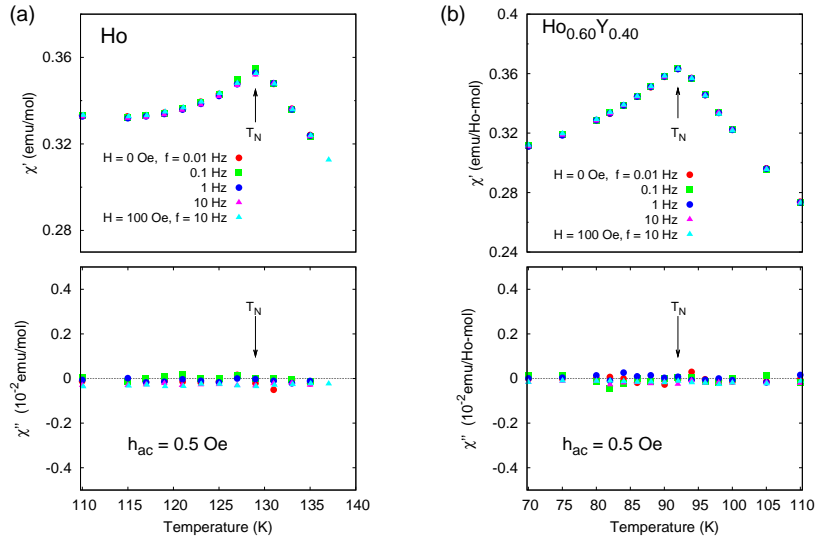 (a)
Ho
χ' (emu/mol)
0.36
0.32
0.28
T_N
H = 0 Oe, f = 0.01 Hz
0.1 Hz
1 Hz
10 Hz
H = 100 Oe, f = 10 Hz
χ'' (10^-2 emu/mol)
0.4
0.2
0
-0.2
-0.4
T_N
h_ac = 0.5 Oe
110 115 120 125 130 135 140
Temperature (K)
(b)
Ho_0.60Y_0.40
χ' (emu/Ho-mol)
0.4
0.36
0.32
0.28
0.24
T_N
H = 0 Oe, f = 0.01 Hz
0.1 Hz
1 Hz
10 Hz
H = 100 Oe, f = 10 Hz
χ'' (10^-2 emu/Ho-mol)
0.4
0.2
0
-0.2
-0.4
T_N
h_ac = 0.5 Oe
70 75 80 85 90 95 100 105 110
Temperature (K)